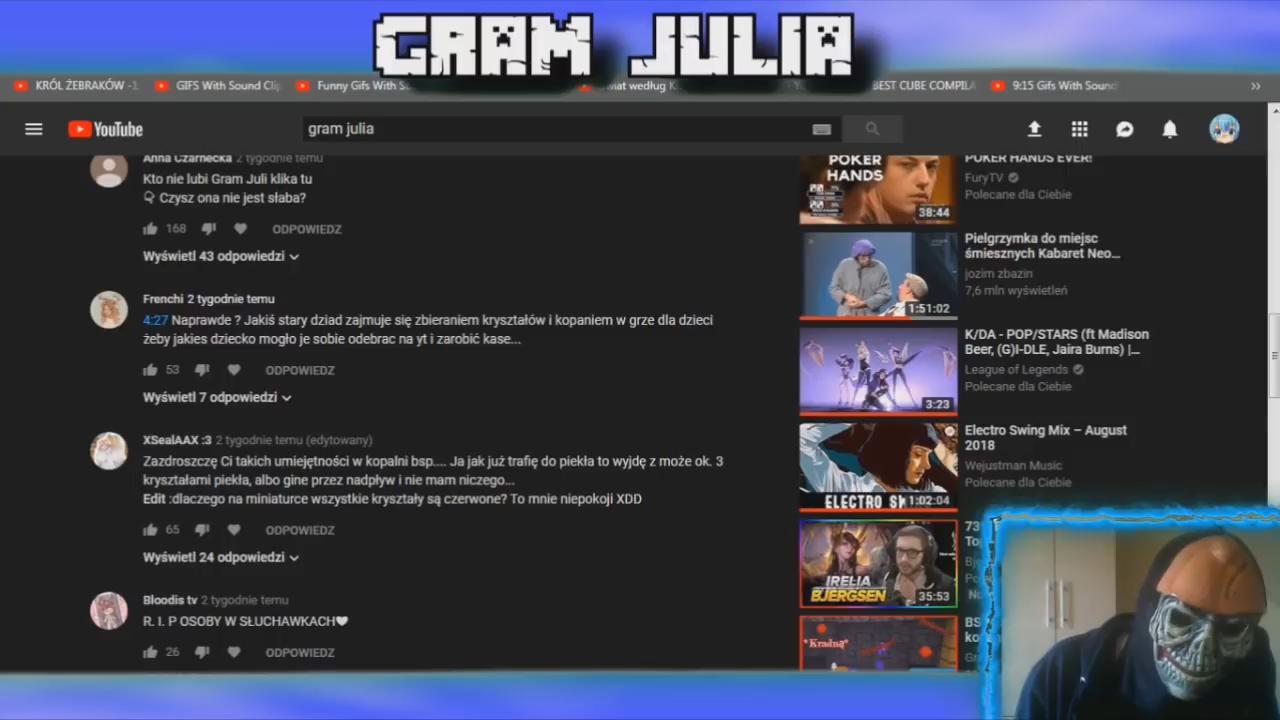 GRAM JULIA
KRÓL ŻEBRAKÓW -1
GIFS With Sound Cli
Funny Gifs With S
wiat według K
BEST CUBE COMPILA
9:15 Gifs With Sound
YouTube
gram julia
Anna Czarnecka 2 tygodnie temu
Kto nie lubi Gram Juli klika tu
👇 Czysz ona nie jest słaba?
168
ODPOWIEDZ
Wyświetl 43 odpowiedzi
Frenchi 2 tygodnie temu
4:27 Naprawde ? Jakiś stary dziad zajmuje się zbieraniem kryształów i kopaniem w grze dla dzieci
żeby jakies dziecko mogło je sobie odebrac na yt i zarobić kase...
53
ODPOWIEDZ
Wyświetl 7 odpowiedzi
XSealAAX :3 2 tygodnie temu (edytowany)
Zazdroszczę Ci takich umiejętności w kopalni bsp.... Ja jak już trafię do piekła to wyjdę z może ok. 3
kryształami piekła, albo gine przez nadpływ i nie mam niczego...
Edit :dlaczego na miniaturce wszystkie kryształy są czerwone? To mnie niepokoji XDD
65
ODPOWIEDZ
Wyświetl 24 odpowiedzi
Bloodis tv 2 tygodnie temu
R. I. P OSOBY W SŁUCHAWKACH♥
26
ODPOWIEDZ
POKER
HANDS
38:44
POKER HANDS EVER!
FuryTV
Polecane dla Ciebie
1:51:02
Pielgrzymka do miejsc
śmiesznych Kabaret Neo...
jozim zbazin
7,6 mln wyświetleń
3:23
K/DA - POP/STARS (ft Madison
Beer, (G)I-DLE, Jaira Burns) |...
League of Legends
Polecane dla Ciebie
ELECTRO SW
1:02:04
Electro Swing Mix – August
2018
Wejustman Music
Polecane dla Ciebie
IRELIA
BJERGSEN
35:53
73
To
Bj
Po
*Kradną*
BS
ko